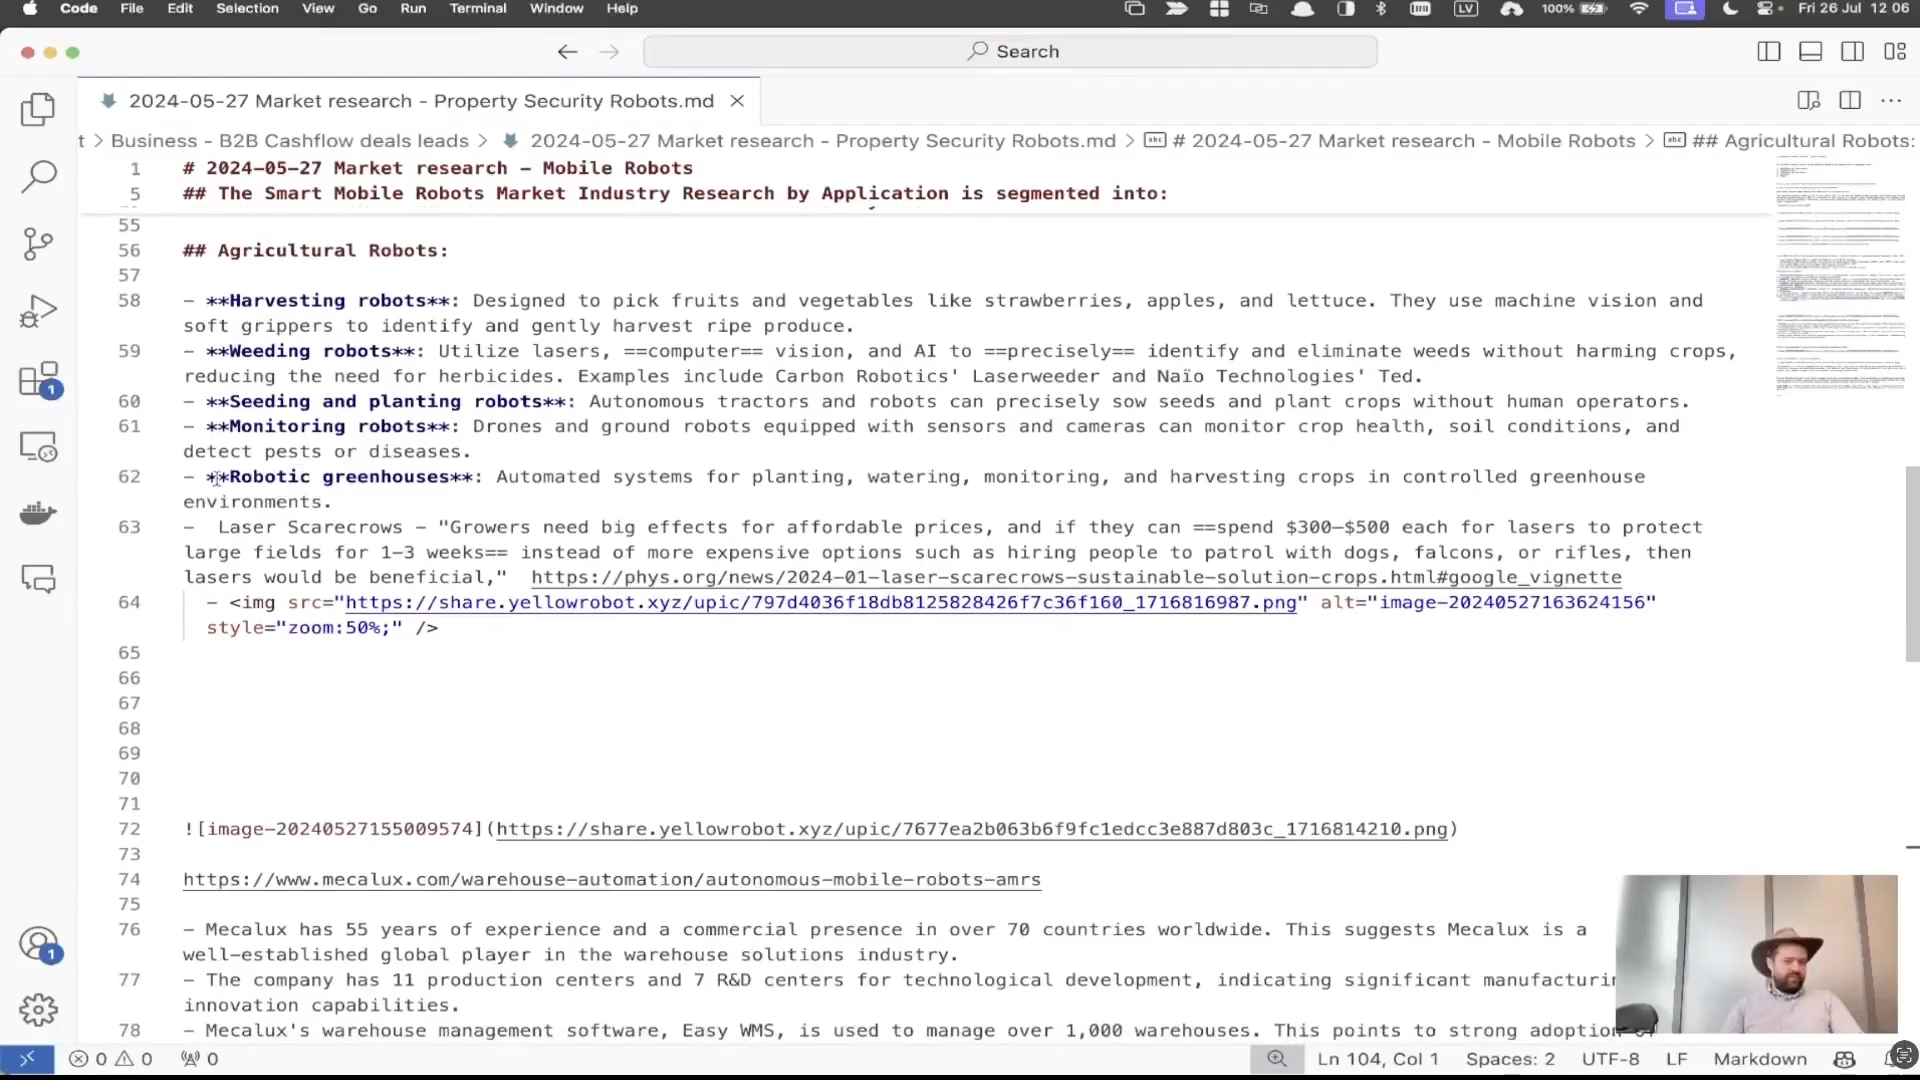 Code File Edit Selection View Go Run Terminal Window Help LV 100% Fri 26 Jul 12 06
Search
2024-05-27 Market research - Property Security Robots.md
t > Business - B2B Cashflow deals leads > 2024-05-27 Market research - Property Security Robots.md > # 2024-05-27 Market research - Mobile Robots > ## Agricultural Robots:
1 # 2024-05-27 Market research - Mobile Robots
5 ## The Smart Mobile Robots Market Industry Research by Application is segmented into:
55
56 ## Agricultural Robots:
57
58 - **Harvesting robots**: Designed to pick fruits and vegetables like strawberries, apples, and lettuce. They use machine vision and
soft grippers to identify and gently harvest ripe produce.
59 - **Weeding robots**: Utilize lasers, ==computer== vision, and AI to ==precisely== identify and eliminate weeds without harming crops,
reducing the need for herbicides. Examples include Carbon Robotics' Laserweeder and Naïo Technologies' Ted.
60 - **Seeding and planting robots**: Autonomous tractors and robots can precisely sow seeds and plant crops without human operators.
61 - **Monitoring robots**: Drones and ground robots equipped with sensors and cameras can monitor crop health, soil conditions, and
detect pests or diseases.
62 - **Robotic greenhouses**: Automated systems for planting, watering, monitoring, and harvesting crops in controlled greenhouse
environments.
63 -  Laser Scarecrows - "Growers need big effects for affordable prices, and if they can ==spend $300-$500 each for lasers to protect
large fields for 1-3 weeks== instead of more expensive options such as hiring people to patrol with dogs, falcons, or rifles, then
lasers would be beneficial,"  https://phys.org/news/2024-01-laser-scarecrows-sustainable-solution-crops.html#google_vignette
64 - <img src="https://share.yellowrobot.xyz/upic/797d4036f18db8125828426f7c36f160_1716816987.png" alt="image-20240527163624156"
style="zoom:50%;" />
65
66
67
68
69
70
71
72 ![image-20240527155009574](https://share.yellowrobot.xyz/upic/7677ea2b063b6f9fc1edcc3e887d803c_1716814210.png)
73
74 https://www.mecalux.com/warehouse-automation/autonomous-mobile-robots-amrs
75
76 - Mecalux has 55 years of experience and a commercial presence in over 70 countries worldwide. This suggests Mecalux is a
well-established global player in the warehouse solutions industry.
77 - The company has 11 production centers and 7 R&D centers for technological development, indicating significant manufacturin
innovation capabilities.
78 - Mecalux's warehouse management software, Easy WMS, is used to manage over 1,000 warehouses. This points to strong adoption
0 0 0 Ln 104, Col 1 Spaces: 2 UTF-8 LF Markdown